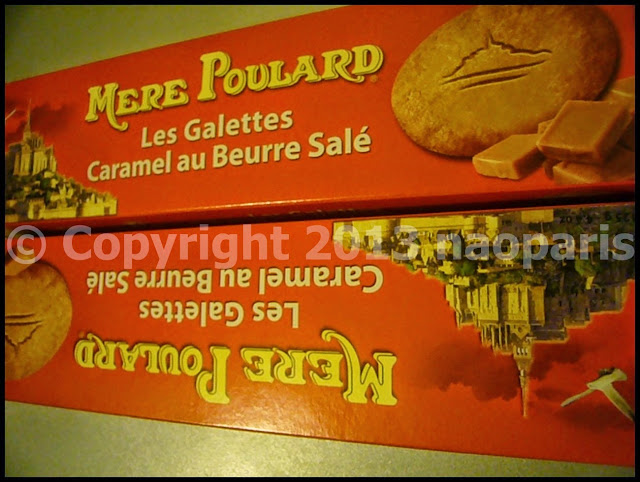 MERE POULARD
Les Galettes
Caramel au Beurre Salé
© Copyright 2013 naoparis
Caramel au Beurre Salé
Les Galettes
MERE POULARD